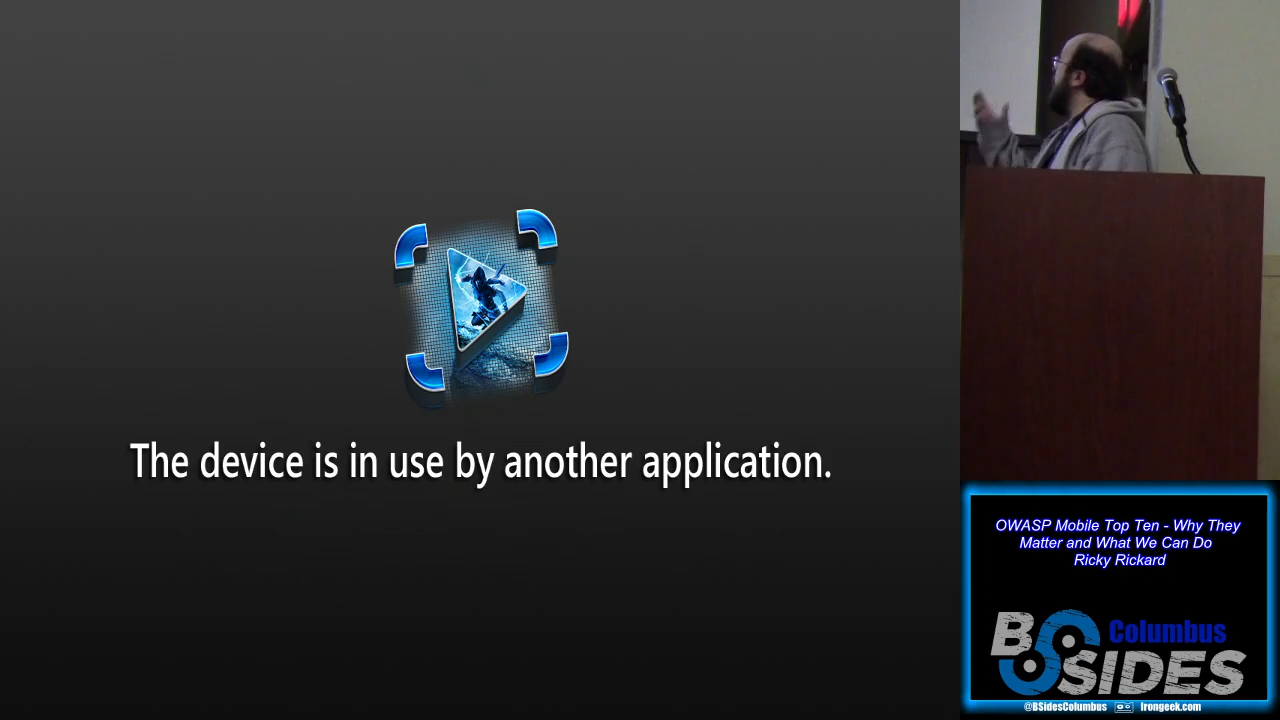 The device is in use by another application.
OWASP Mobile Top Ten - Why They
Matter and What We Can Do
Ricky Rickard
BSIDES
Columbus
@BSidesColumbus
Irongeek.com